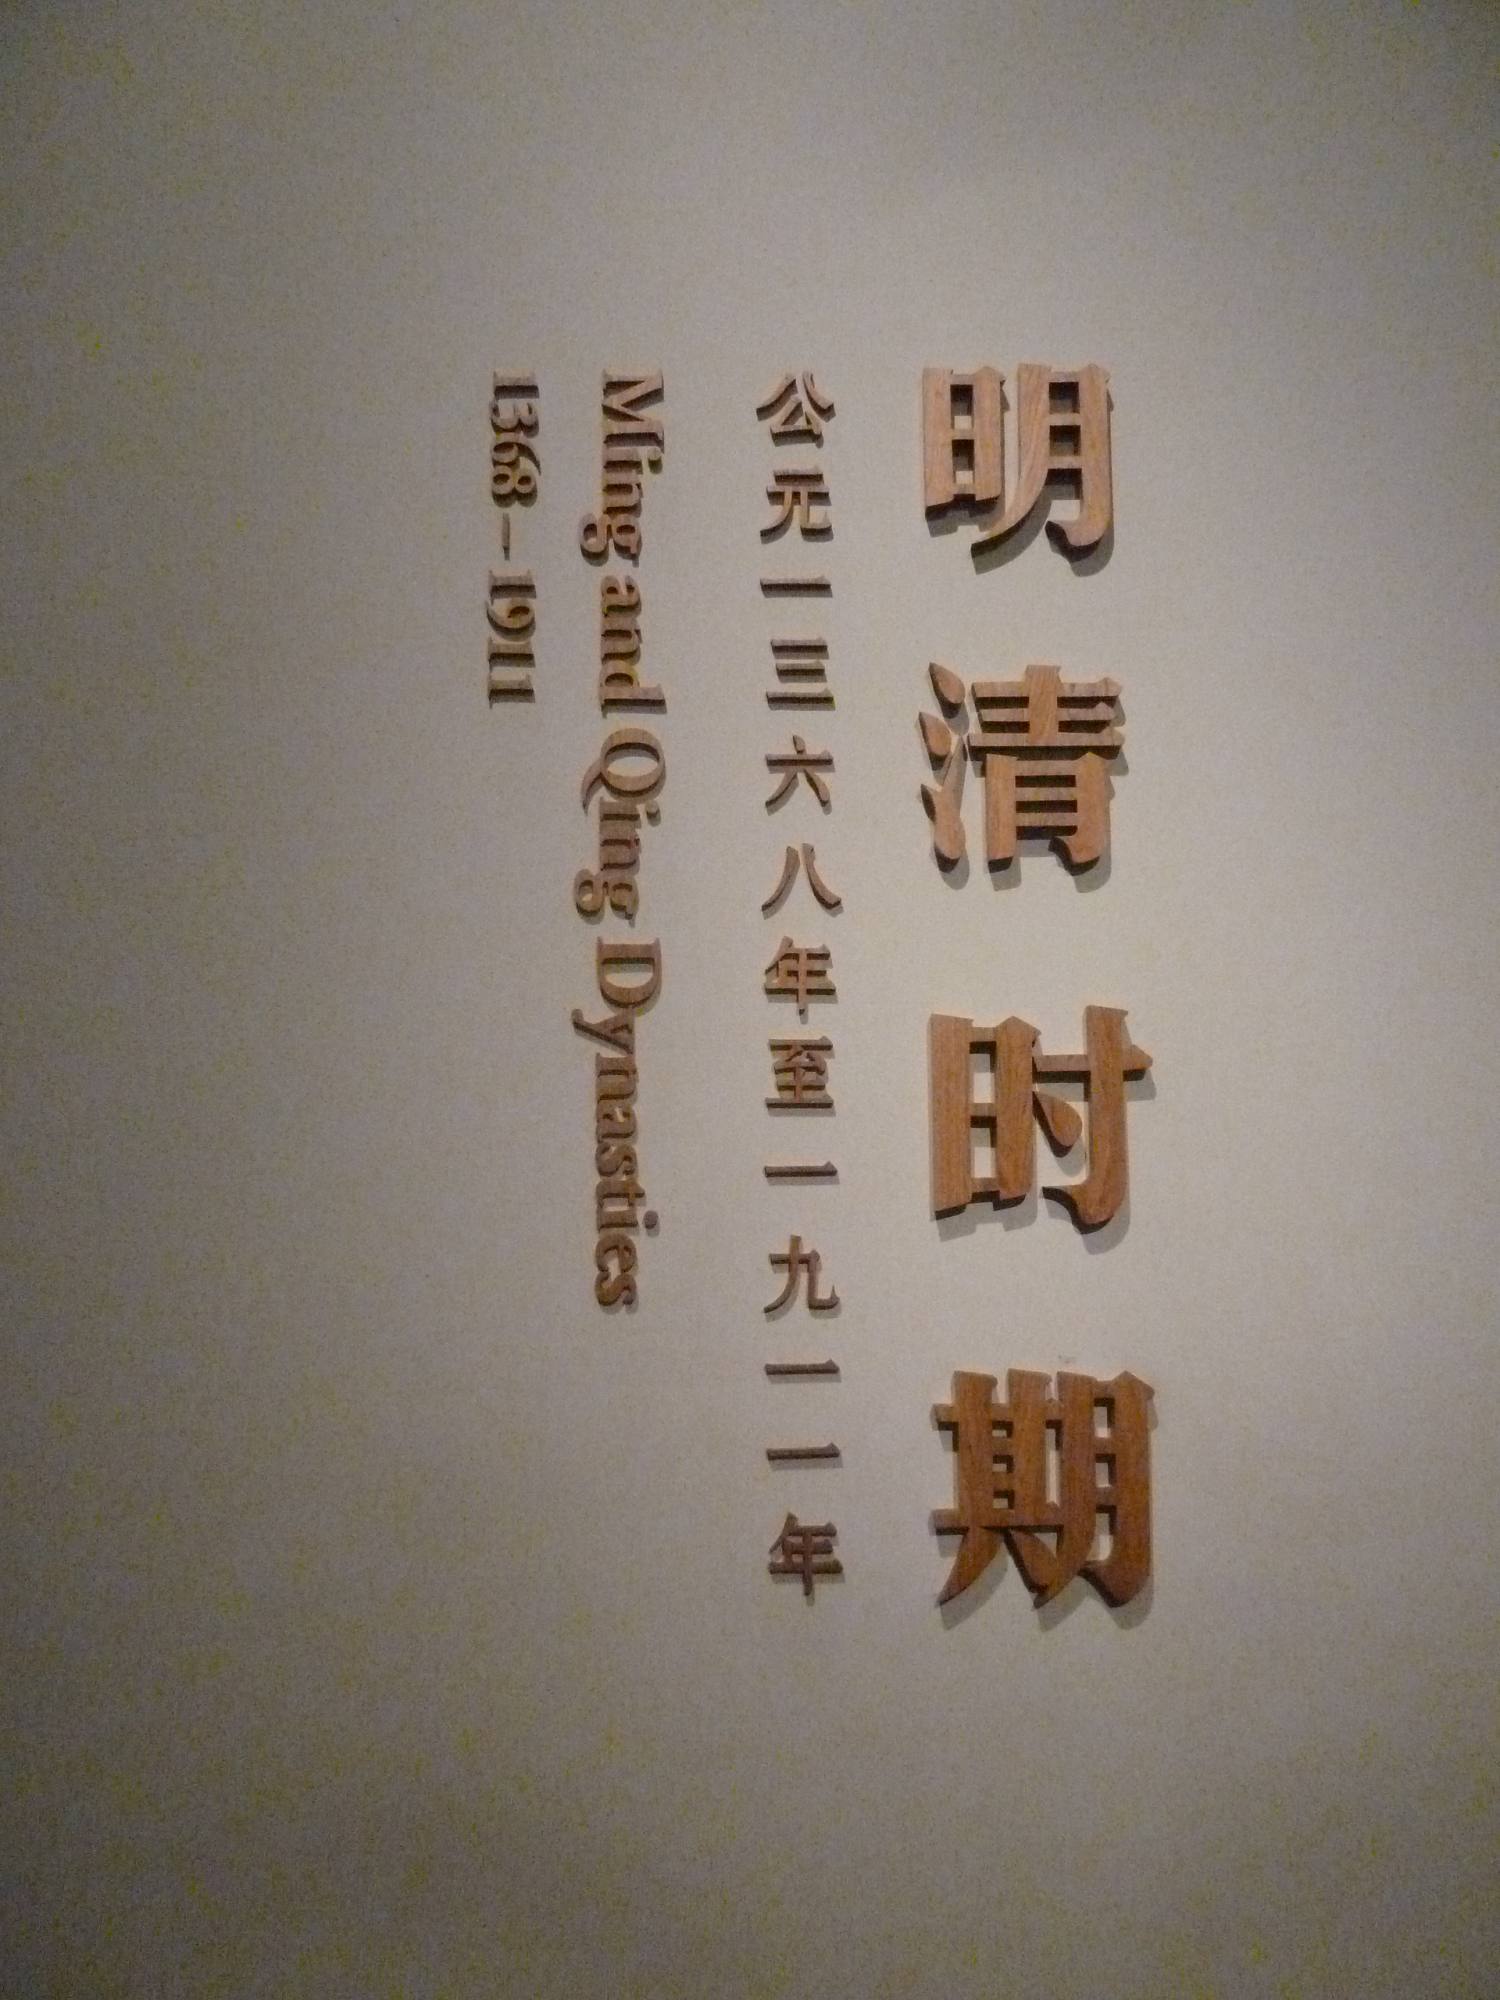 明清时期
公元一三六八年至一九一一年
Ming and Qing Dynasties
1368–1911